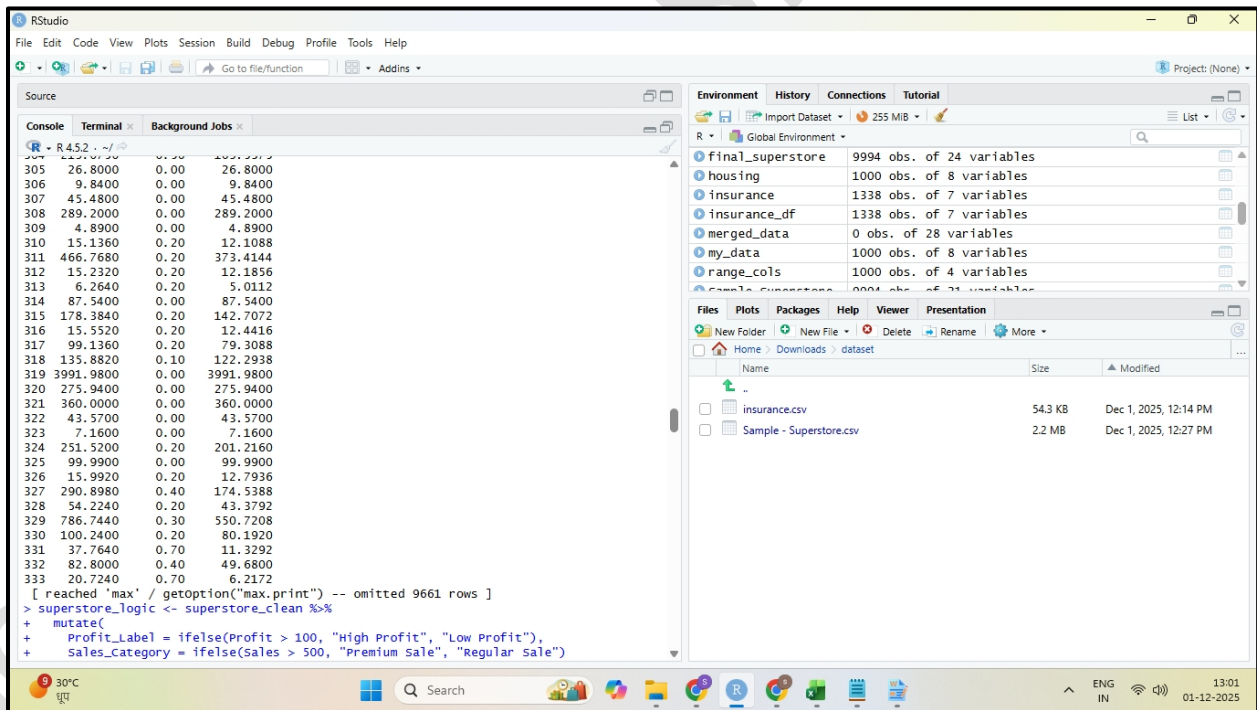 RStudio
File Edit Code View Plots Session Build Debug Profile Tools Help
Go to file/function Addins Project: (None)
Source
Console Terminal Background Jobs
R 4.5.2 · ~/
305 26.8000 0.00 26.8000
306 9.8400 0.00 9.8400
307 45.4800 0.00 45.4800
308 289.2000 0.00 289.2000
309 4.8900 0.00 4.8900
310 15.1360 0.20 12.1088
311 466.7680 0.20 373.4144
312 15.2320 0.20 12.1856
313 6.2640 0.20 5.0112
314 87.5400 0.00 87.5400
315 178.3840 0.20 142.7072
316 15.5520 0.20 12.4416
317 99.1360 0.20 79.3088
318 135.8820 0.10 122.2938
319 3991.9800 0.00 3991.9800
320 275.9400 0.00 275.9400
321 360.0000 0.00 360.0000
322 43.5700 0.00 43.5700
323 7.1600 0.00 7.1600
324 251.5200 0.20 201.2160
325 99.9900 0.00 99.9900
326 15.9920 0.20 12.7936
327 290.8980 0.40 174.5388
328 54.2240 0.20 43.3792
329 786.7440 0.30 550.7208
330 100.2400 0.20 80.1920
331 37.7640 0.70 11.3292
332 82.8000 0.40 49.6800
333 20.7240 0.70 6.2172
[ reached 'max' / getOption("max.print") -- omitted 9661 rows ]
> superstore_logic <- superstore_clean %>%
+ mutate(
+ Profit_Label = ifelse(Profit > 100, "High Profit", "Low Profit"),
+ Sales_Category = ifelse(Sales > 500, "Premium Sale", "Regular Sale")
Environment History Connections Tutorial
Import Dataset 255 MiB List
R Global Environment
final_superstore 9994 obs. of 24 variables
housing 1000 obs. of 8 variables
insurance 1338 obs. of 7 variables
insurance_df 1338 obs. of 7 variables
merged_data 0 obs. of 28 variables
my_data 1000 obs. of 8 variables
range_cols 1000 obs. of 4 variables
Files Plots Packages Help Viewer Presentation
New Folder New File Delete Rename More
Home Downloads dataset
Name Size Modified
..
insurance.csv 54.3 KB Dec 1, 2025, 12:14 PM
Sample - Superstore.csv 2.2 MB Dec 1, 2025, 12:27 PM
9 30°C
धूप
Search
ENG
IN
13:01
01-12-2025